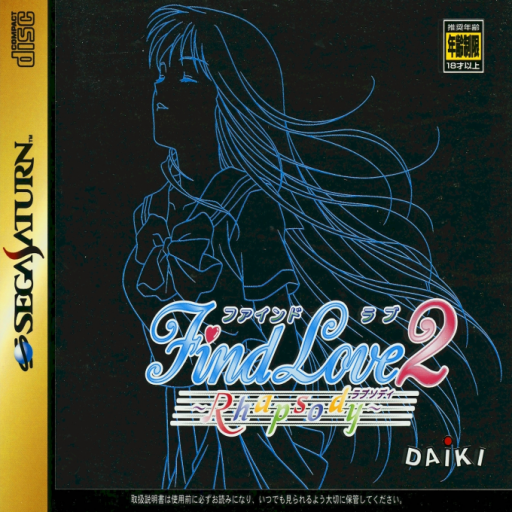 COMPACT
disc
SEGA SATURN™
推奨年齢
年齢制限
18才以上
ファインド ラブ
Find Love 2
ラプソディ
~Rhapsody~
DAIKI
取扱説明書は使用前に必ずお読みになり、いつでも見られるよう大切に保管してください。